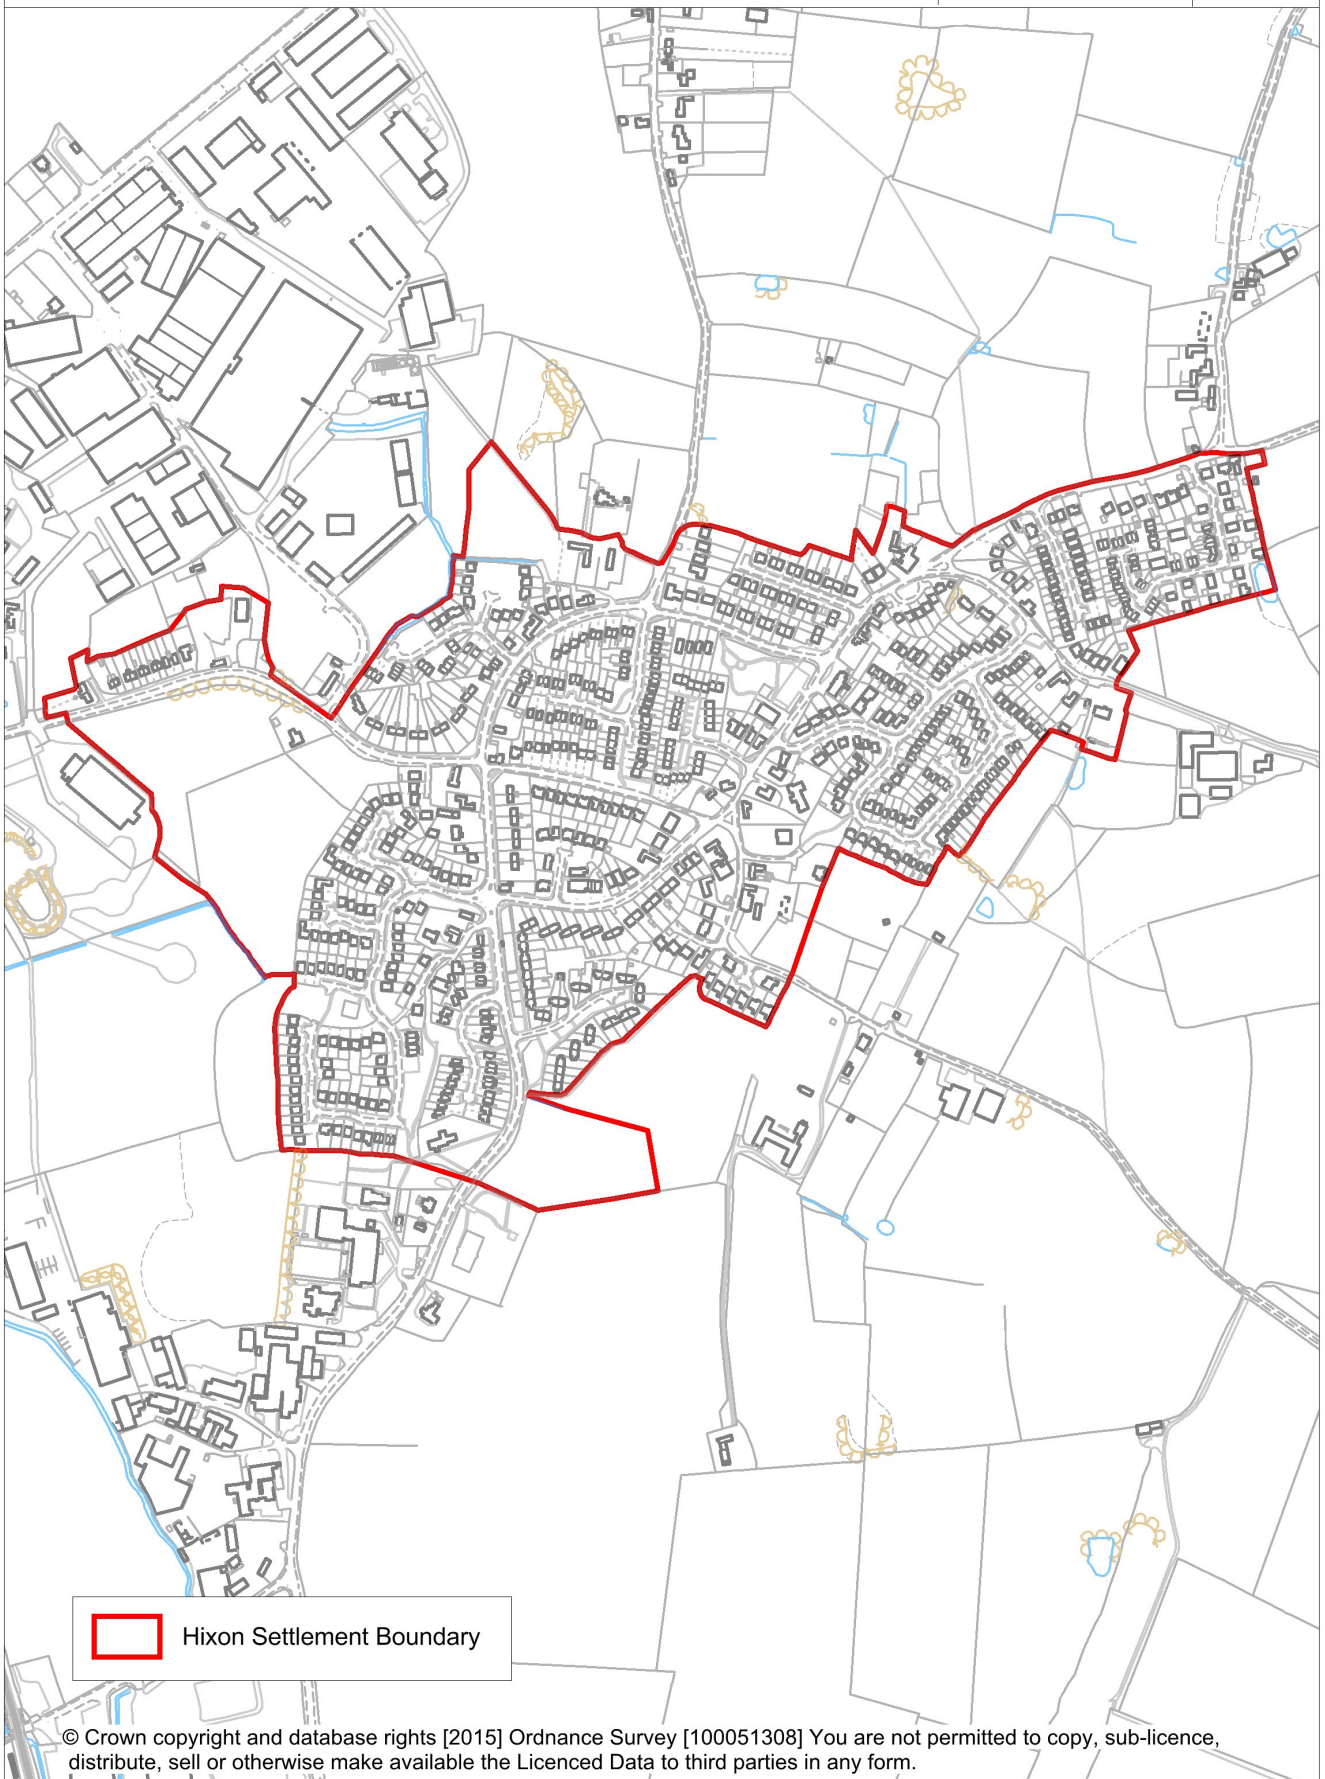 Hixon Settlement Boundary
© Crown copyright and database rights [2015] Ordnance Survey [100051308] You are not permitted to copy, sub-licence,
distribute, sell or otherwise make available the Licenced Data to third parties in any form.